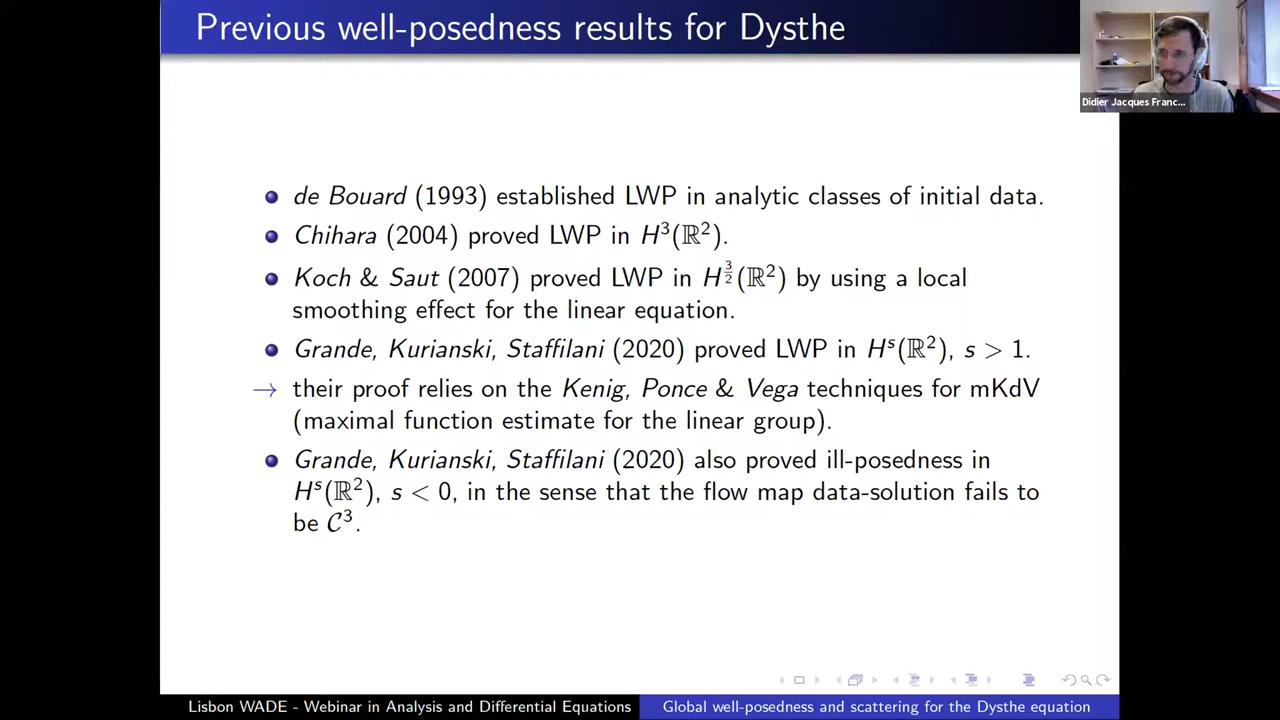 Previous well-posedness results for Dysthe
Didier Jacques Franc...
de Bouard (1993) established LWP in analytic classes of initial data.
Chihara (2004) proved LWP in H³(ℝ²).
Koch & Saut (2007) proved LWP in H^{3/2}(ℝ²) by using a local
smoothing effect for the linear equation.
Grande, Kurianski, Staffilani (2020) proved LWP in Hˢ(ℝ²), s > 1.
→ their proof relies on the Kenig, Ponce & Vega techniques for mKdV
(maximal function estimate for the linear group).
Grande, Kurianski, Staffilani (2020) also proved ill-posedness in
Hˢ(ℝ²), s < 0, in the sense that the flow map data-solution fails to
be 𝒞³.
Lisbon WADE - Webinar in Analysis and Differential Equations
Global well-posedness and scattering for the Dysthe equation